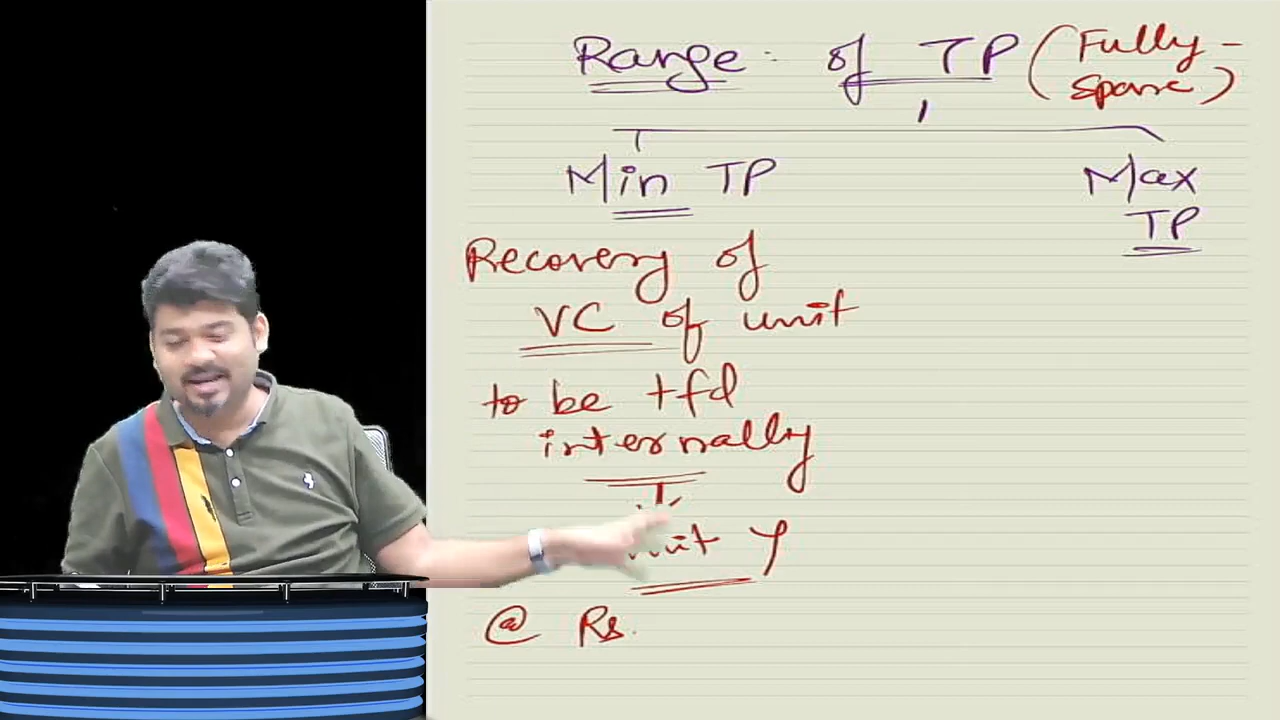 Range: of TP (Fully-
Spare)
Min TP
Max
TP
Recovery of
VC of unit
to be tfd
internally
Y
@ Rs.